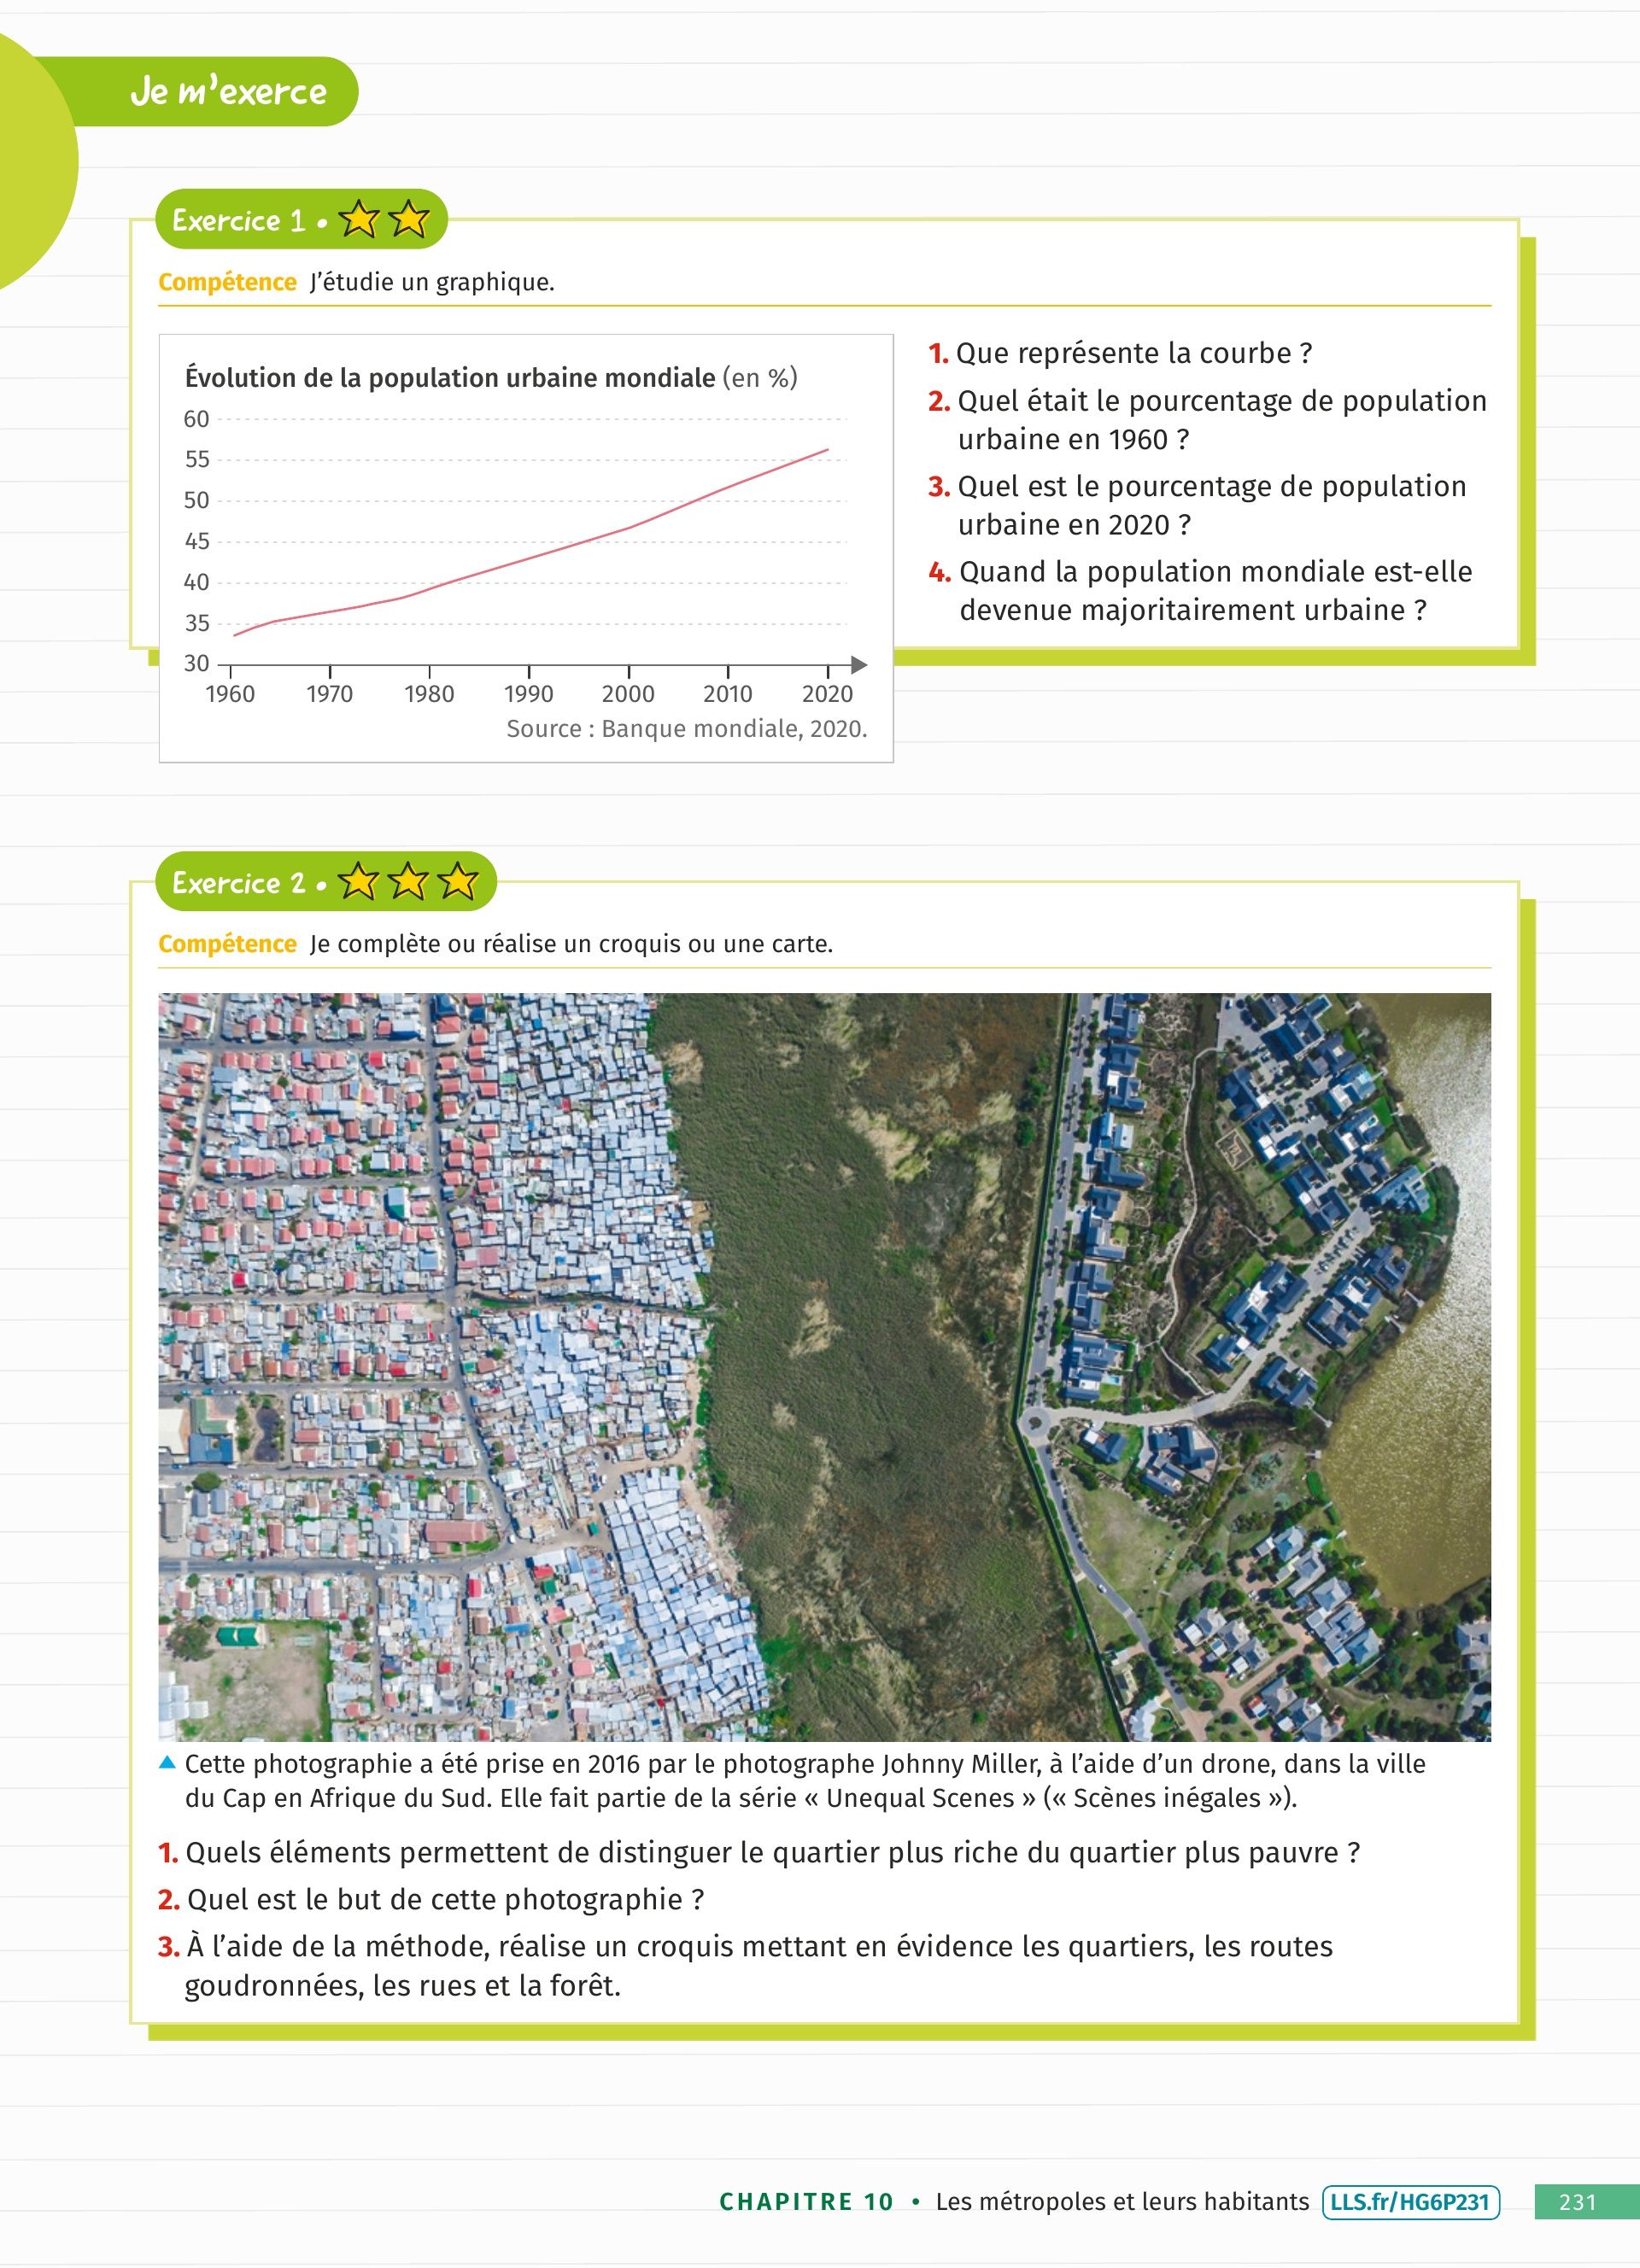 Je m'exerce
Exercice 1 •
Compétence J'étudie un graphique.
Évolution de la population urbaine mondiale (en %)
60
55
50
45
40
35
30
1960 1970 1980 1990 2000 2010 2020
Source : Banque mondiale, 2020.
1. Que représente la courbe ?
2. Quel était le pourcentage de population
urbaine en 1960 ?
3. Quel est le pourcentage de population
urbaine en 2020 ?
4. Quand la population mondiale est-elle
devenue majoritairement urbaine ?
Exercice 2 •
Compétence Je complète ou réalise un croquis ou une carte.
Cette photographie a été prise en 2016 par le photographe Johnny Miller, à l'aide d'un drone, dans la ville
du Cap en Afrique du Sud. Elle fait partie de la série « Unequal Scenes » (« Scènes inégales »).
1. Quels éléments permettent de distinguer le quartier plus riche du quartier plus pauvre ?
2. Quel est le but de cette photographie ?
3. À l'aide de la méthode, réalise un croquis mettant en évidence les quartiers, les routes
goudronnées, les rues et la forêt.
CHAPITRE 10 • Les métropoles et leurs habitants LLS.fr/HG6P231 231